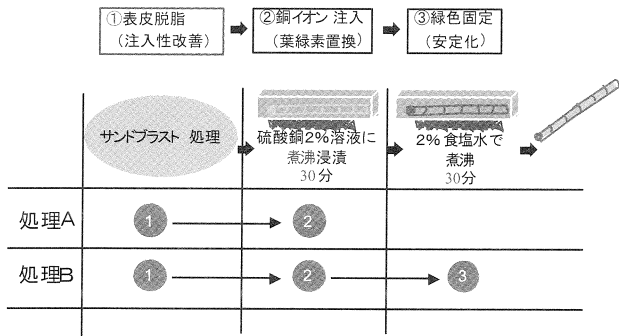 ①表皮脱脂
(注入性改善)
②銅イオン 注入
(葉緑素置換)
③緑色固定
(安定化)
サンドブラスト 処理
硫酸銅2%溶液に
煮沸浸漬
30分
2% 食塩水で
煮沸
30分
処理A
1
2
処理B
1
2
3